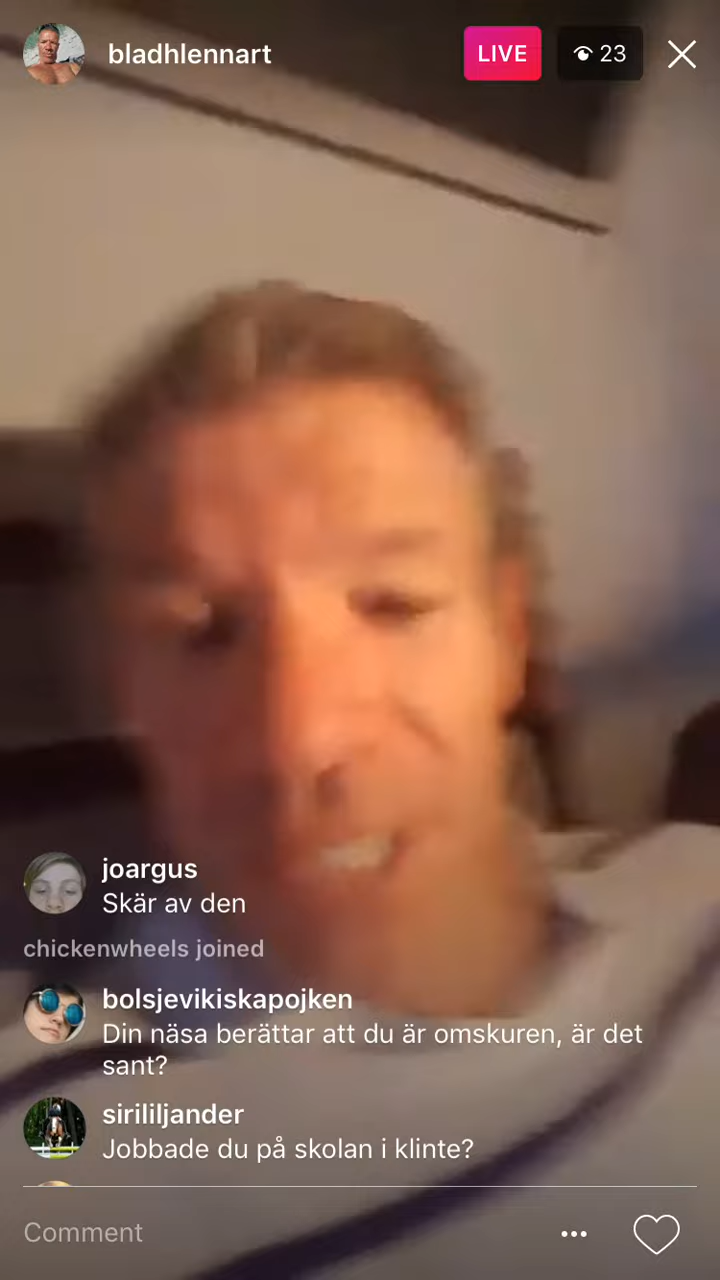 bladhlennart
LIVE
23
joargus
Skär av den
chickenwheels joined
bolsjevikiskapojken
Din näsa berättar att du är omskuren, är det
sant?
sirililjander
Jobbade du på skolan i klinte?
Comment